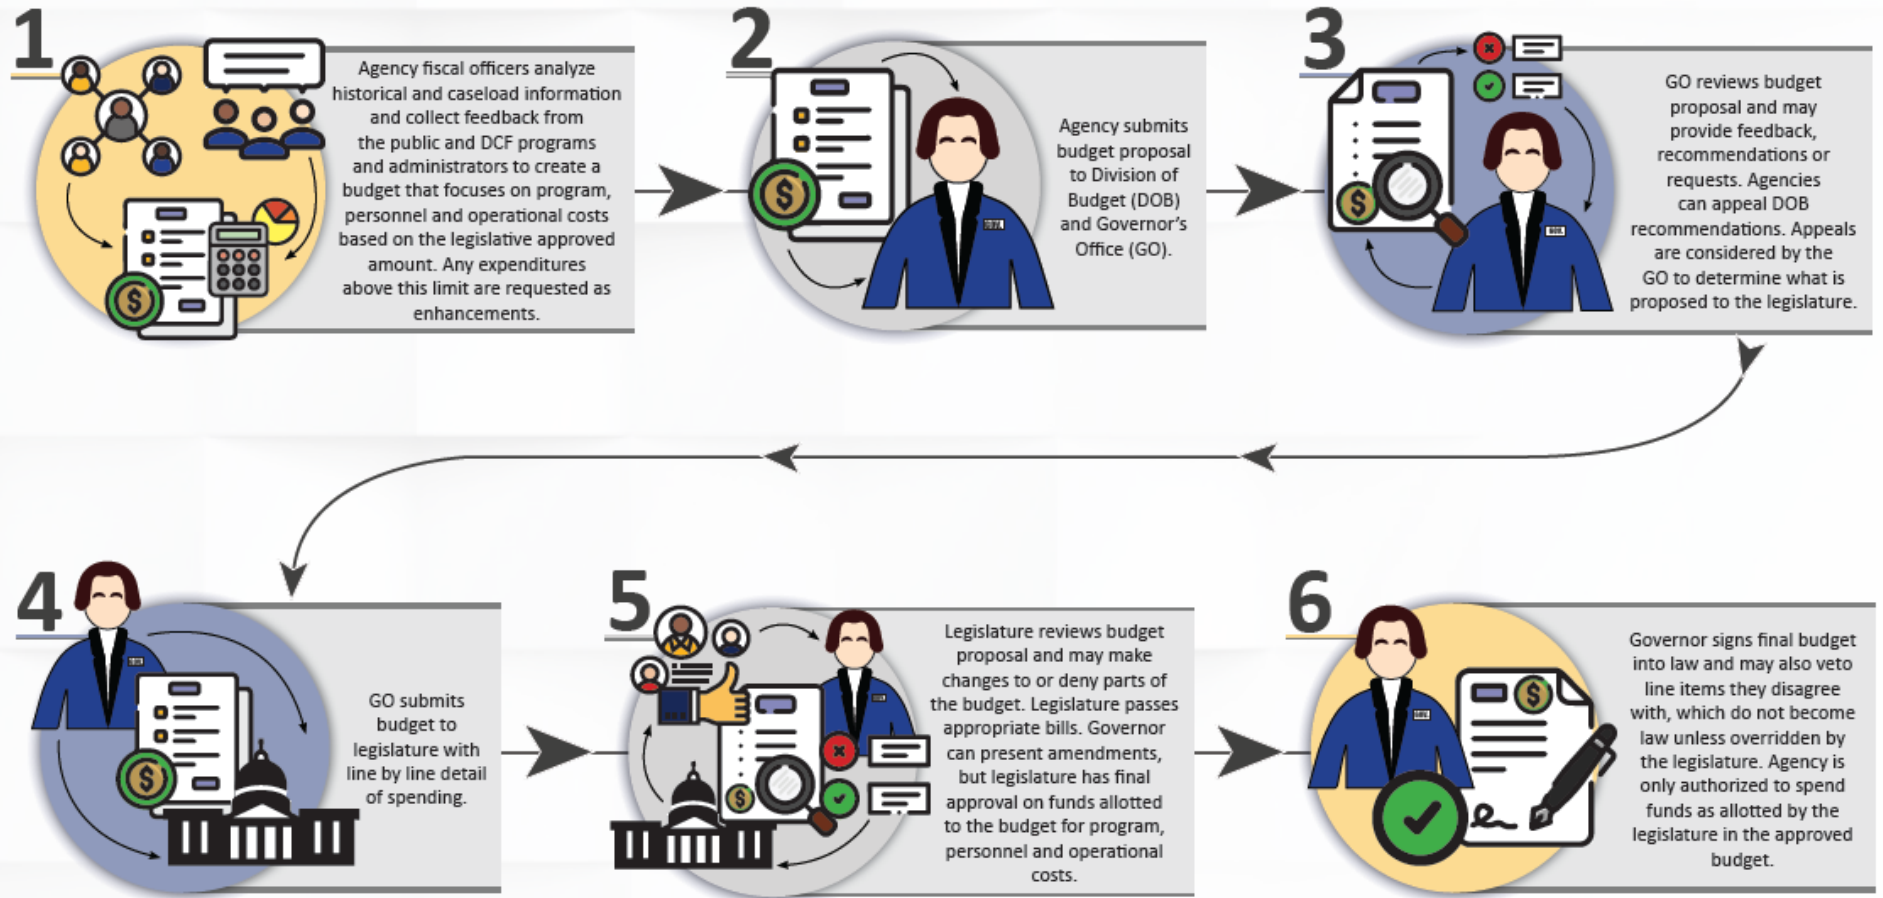 1
Agency fiscal officers analyze
historical and caseload information
and collect feedback from
the public and DCF programs
and administrators to create a
budget that focuses on program,
personnel and operational costs
based on the legislative approved
amount. Any expenditures
above this limit are requested as
enhancements.
2
Agency submits
budget proposal
to Division of
Budget (DOB)
and Governor's
Office (GO).
GOV.
3
GO reviews budget
proposal and may
provide feedback,
recommendations or
requests. Agencies
can appeal DOB
recommendations. Appeals
are considered by the
GO to determine what is
proposed to the legislature.
GOV.
4
GO submits
budget to
legislature with
line by line detail
of spending.
GOV.
5
Legislature reviews budget
proposal and may make
changes to or deny parts of
the budget. Legislature passes
appropriate bills. Governor
can present amendments,
but legislature has final
approval on funds allotted
to the budget for program,
personnel and operational
costs.
6
Governor signs final budget
into law and may also veto
line items they disagree
with, which do not become
law unless overridden by
the legislature. Agency is
only authorized to spend
funds as allotted by the
legislature in the approved
budget.
GOV.